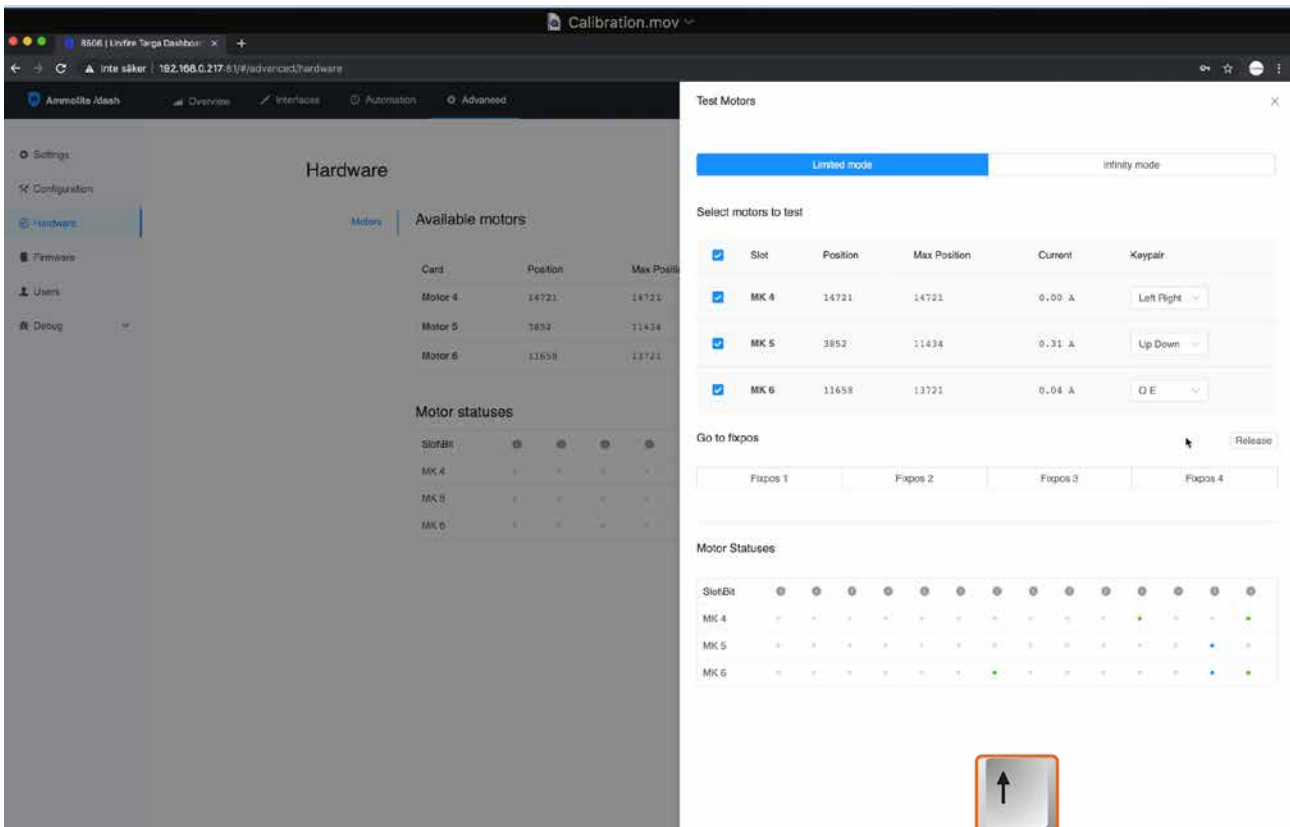 Calibration.mov
8506 | Unifire Targa Dashboar
Inte säker | 192.168.0.217:81/#/advanced/hardware
Ammolite /dash Overview Interfaces Automation Advanced
Test Motors
Settings
Configuration
Hardware
Firmware
Users
Debug
Hardware
Motors
Available motors
Card Position Max Positi
Motor 4 14721 14721
Motor 5 3852 11434
Motor 6 11658 13721
Motor statuses
Slot\Bit
MK 4
MK 5
MK 6
Limited mode Infinity mode
Select motors to test
Slot Position Max Position Current Keypair
MK 4 14721 14721 0.00 A Left Right
MK 5 3852 11434 0.31 A Up Down
MK 6 11658 13721 0.04 A Q E
Go to fixpos Release
Fixpos 1 Fixpos 2 Fixpos 3 Fixpos 4
Motor Statuses
Slot\Bit
MK 4
MK 5
MK 6